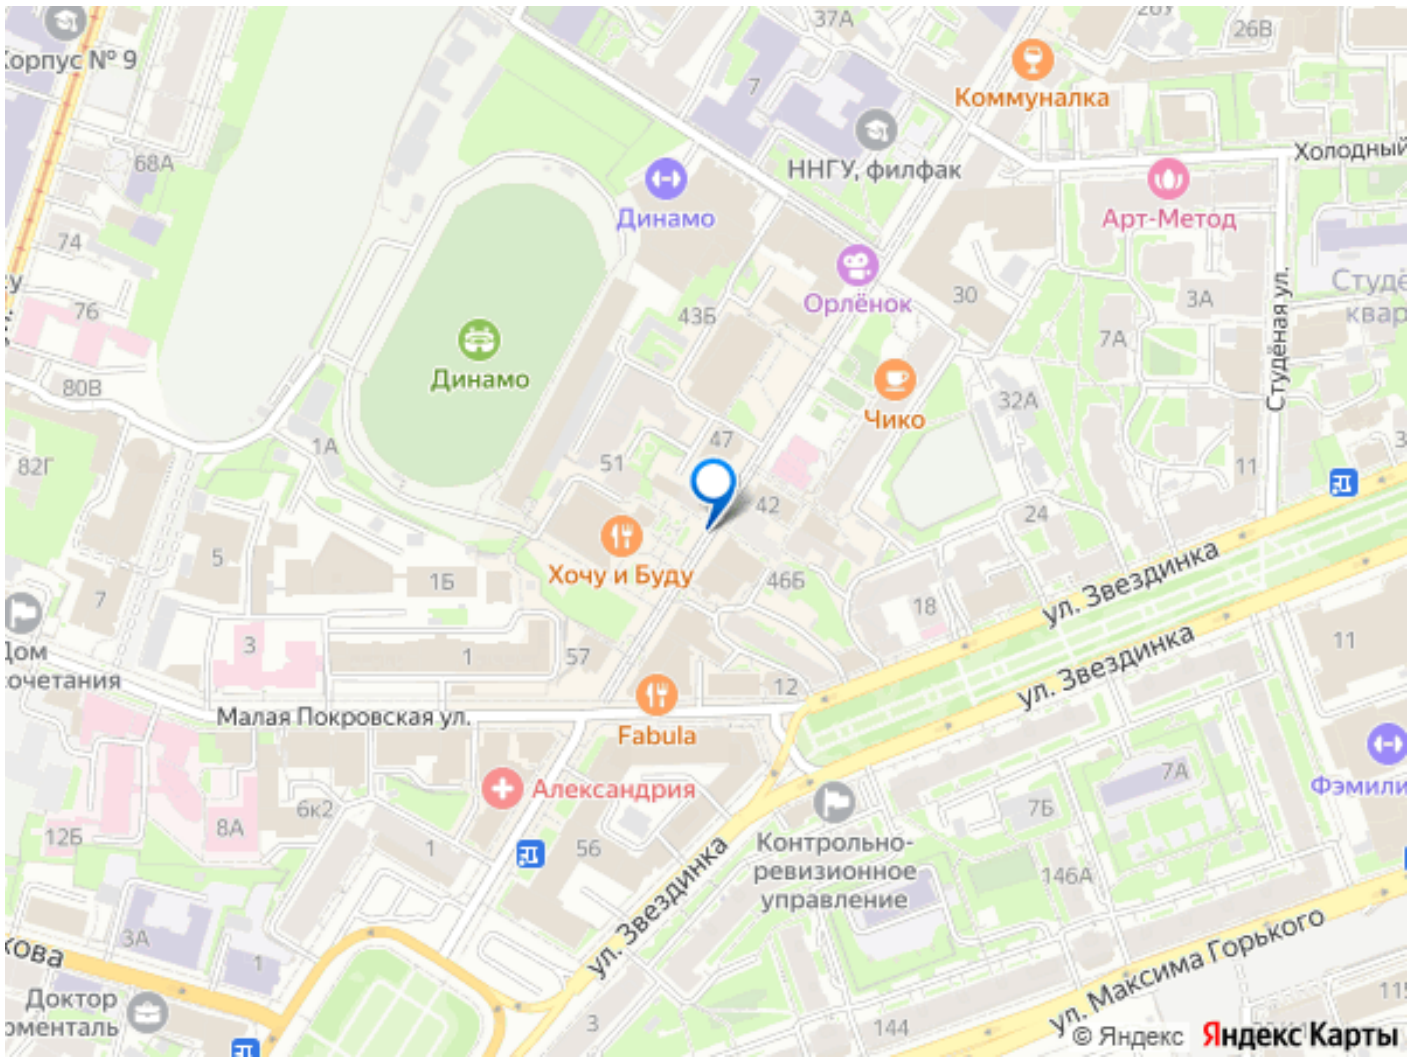 37А
26В
Корпус № 9
7
Коммуналка
68А
ННГУ, филфак
Холодный
Динамо
Арт-Метод
74
Студёная ул.
76
43Б
Орлёнок
30
3А
7А
Динамо
80В
Чико
32А
1А
47
82Г
51
11
42
24
5
1Б
Хочу и Буду
46Б
ул. Звездинка
7
18
3
1
57
12
ул. Звездинка
11
Дом
Малая Покровская ул.
Fabula
Александрия
7А
6к2
8А
12Б
1
56
7Б
Контрольно-
ревизионное
управление
146А
ул. Звездинка
3А
1
ул. Максима Горького
Доктор
3
144
115
© Яндекс Яндекс Карты